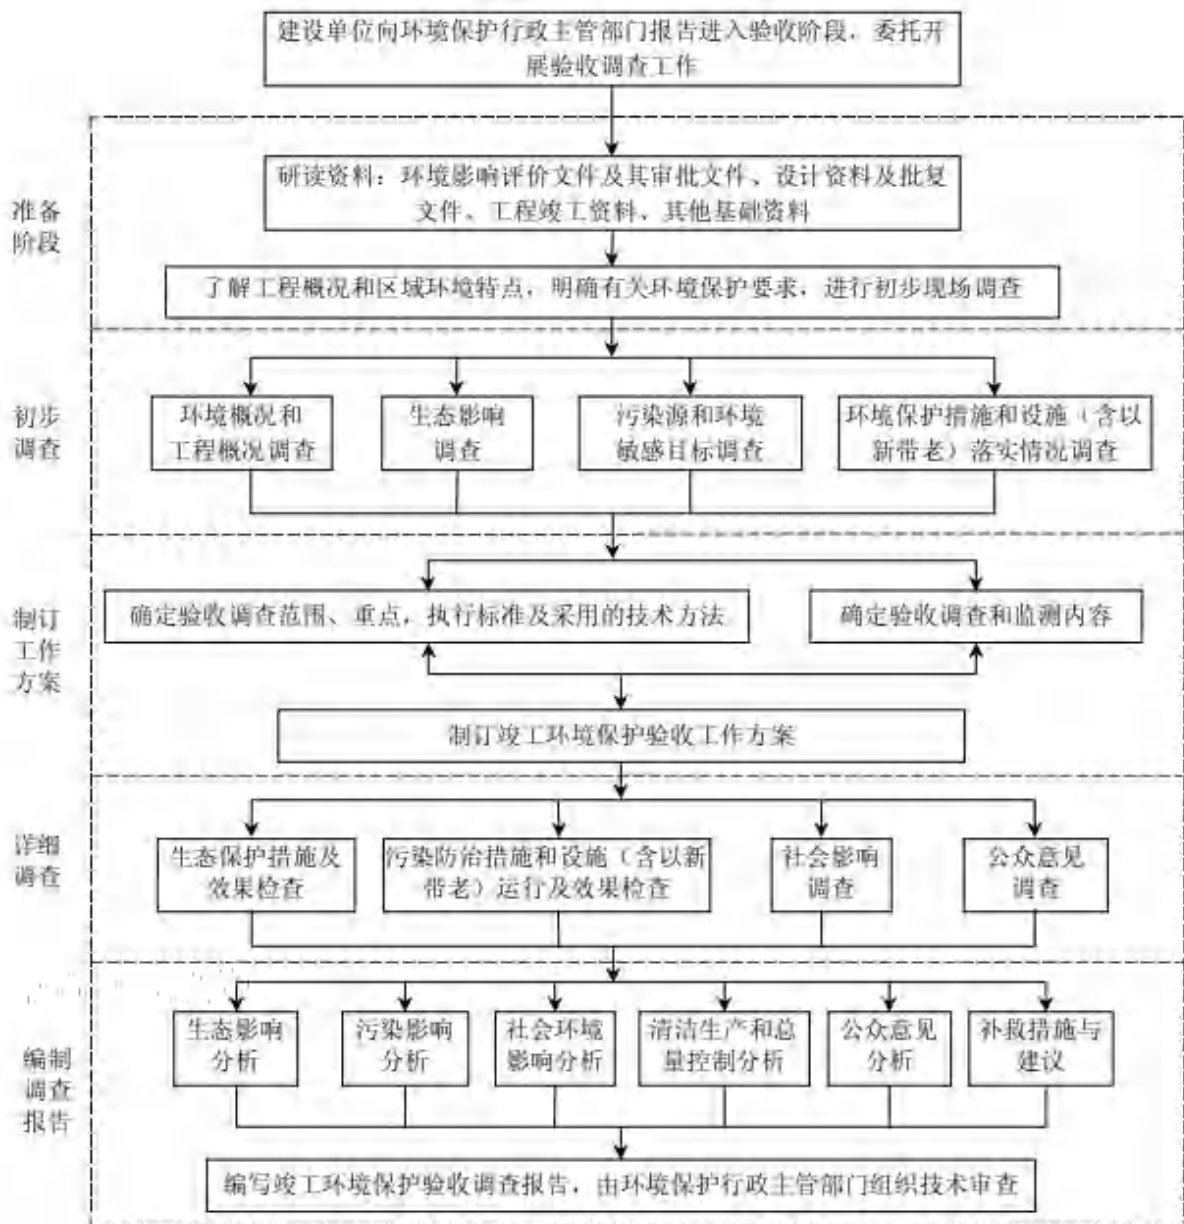 建设单位向环境保护行政主管部门报告进入验收阶段，委托开
展验收调查工作
准备
阶段
研读资料：环境影响评价文件及其审批文件、设计资料及批复
文件、工程竣工资料、其他基础资料
了解工程概况和区域环境特点，明确有关环境保护要求，进行初步现场调查
初步
调查
环境概况和
工程概况调查
生态影响
调查
污染源和环境
敏感目标调查
环境保护措施和设施（含以
新带老）落实情况调查
制订
工作
方案
确定验收调查范围、重点，执行标准及采用的技术方法
确定验收调查和监测内容
制订竣工环境保护验收工作方案
详细
调查
生态保护措施及
效果检查
污染防治措施和设施（含以新
带老）运行及效果检查
社会影响
调查
公众意见
调查
编制
调查
报告
生态影响
分析
污染影响
分析
社会环境
影响分析
清洁生产和总
量控制分析
公众意见
分析
补救措施与
建议
编写竣工环境保护验收调查报告，由环境保护行政主管部门组织技术审查